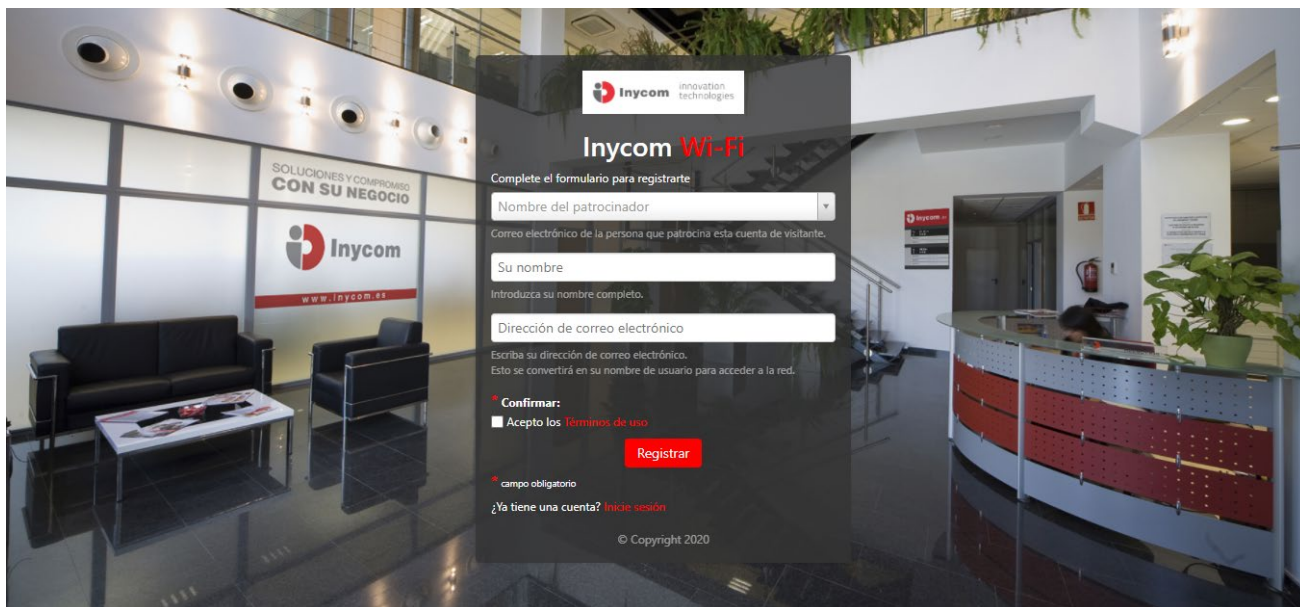 SOLUCIONES Y COMPROMISO
CON SU NEGOCIO
Inycom
www.inycom.es
Inycom innovation
technologies
Inycom Wi-Fi
Complete el formulario para registrarte
Nombre del patrocinador
Correo electrónico de la persona que patrocina esta cuenta de visitante.
Su nombre
Introduzca su nombre completo.
Dirección de correo electrónico
Escriba su dirección de correo electrónico.
Esto se convertirá en su nombre de usuario para acceder a la red.
* Confirmar:
Acepto los Términos de uso
Registrar
* campo obligatorio
¿Ya tiene una cuenta? Inicie sesión
© Copyright 2020
Inycom